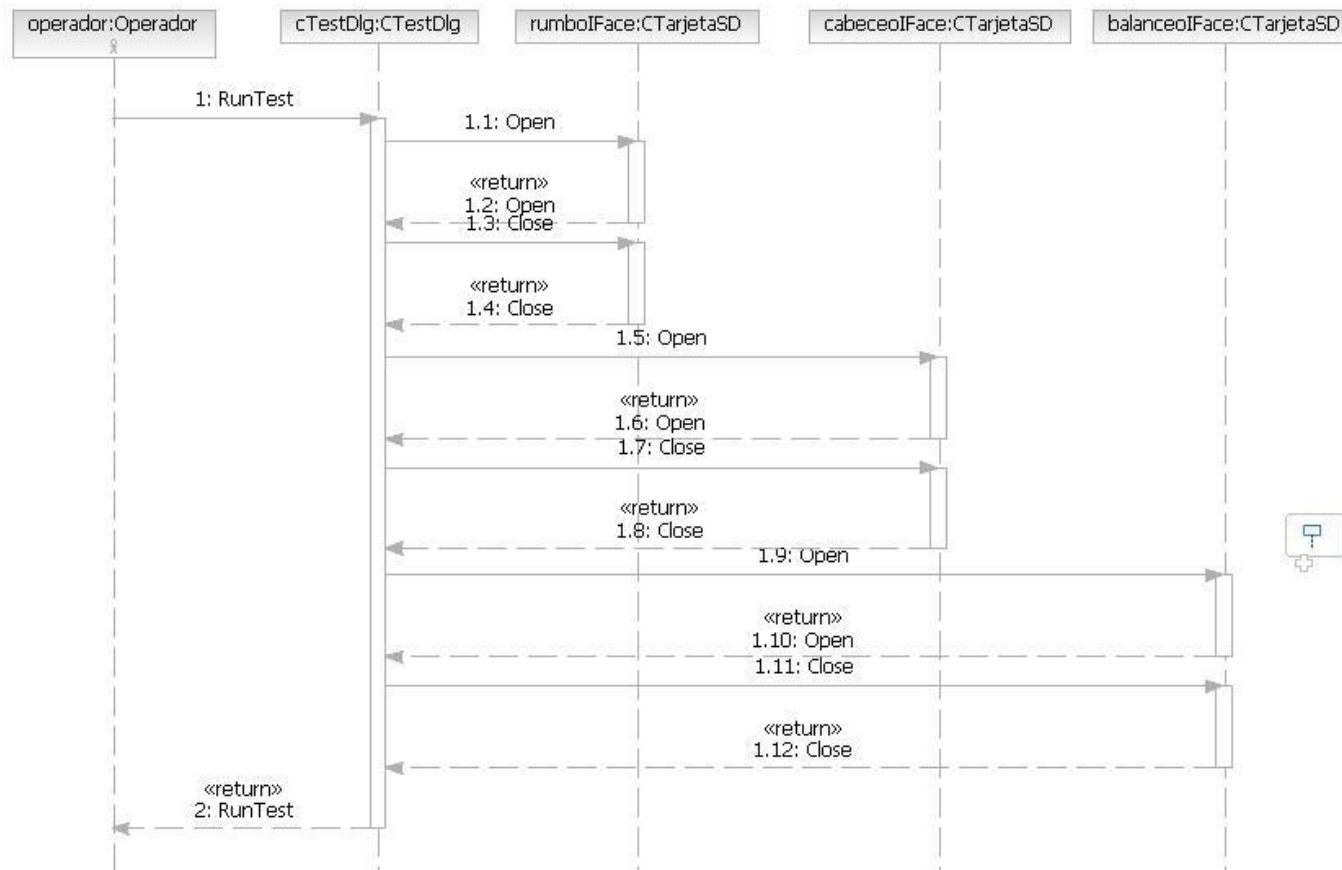 operador:Operador
cTestDlg:CTestDlg
rumboIFace:CTarjetaSD
cabeceoIFace:CTarjetaSD
balanceoIFace:CTarjetaSD
1: RunTest
1.1: Open
«return»
1.2: Open
1.3: Close
«return»
1.4: Close
1.5: Open
«return»
1.6: Open
1.7: Close
«return»
1.8: Close
1.9: Open
«return»
1.10: Open
1.11: Close
«return»
1.12: Close
«return»
2: RunTest